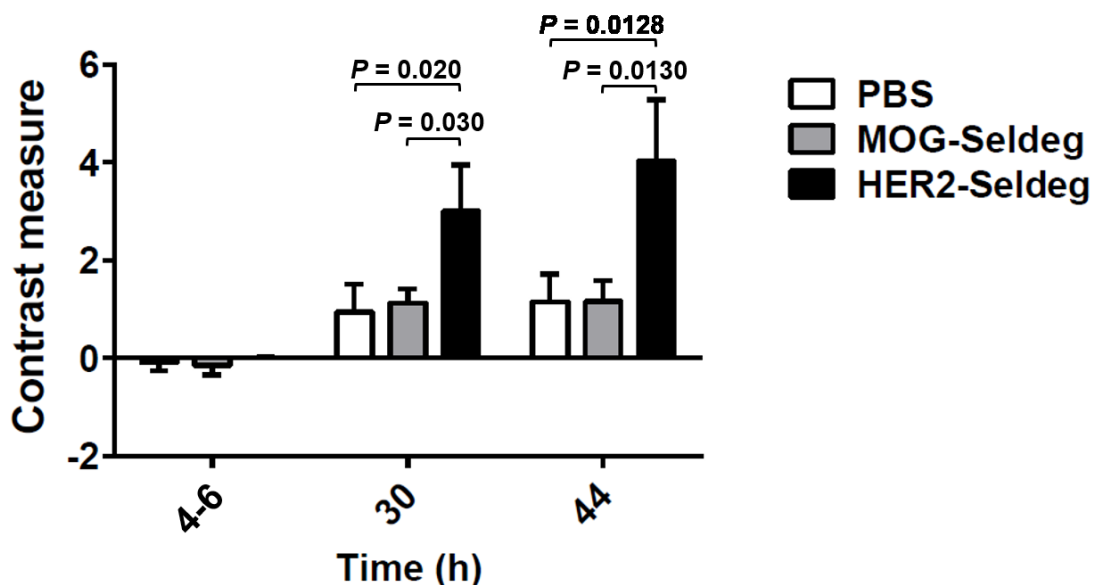 P = 0.0128
P = 0.020
P = 0.0130
P = 0.030
6
4
2
0
-2
Contrast measure
4-6
30
44
Time (h)
PBS
MOG-Seldeg
HER2-Seldeg